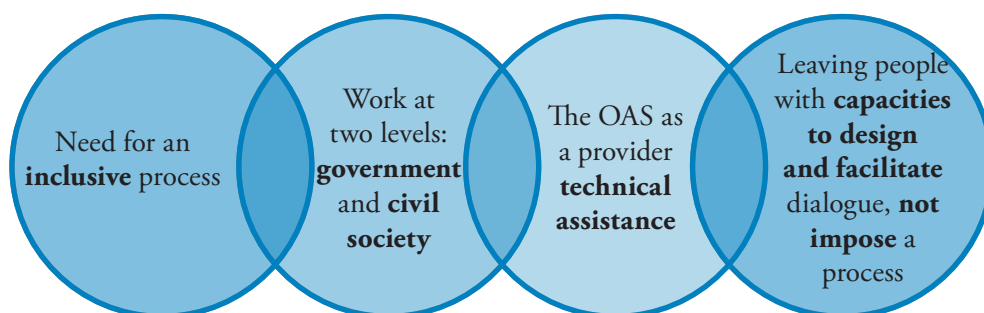 Need for an
inclusive process
Work at
two levels:
government
and civil
society
The OAS as
a provider
technical
assistance
Leaving people
with capacities
to design
and facilitate
dialogue, not
impose a
process